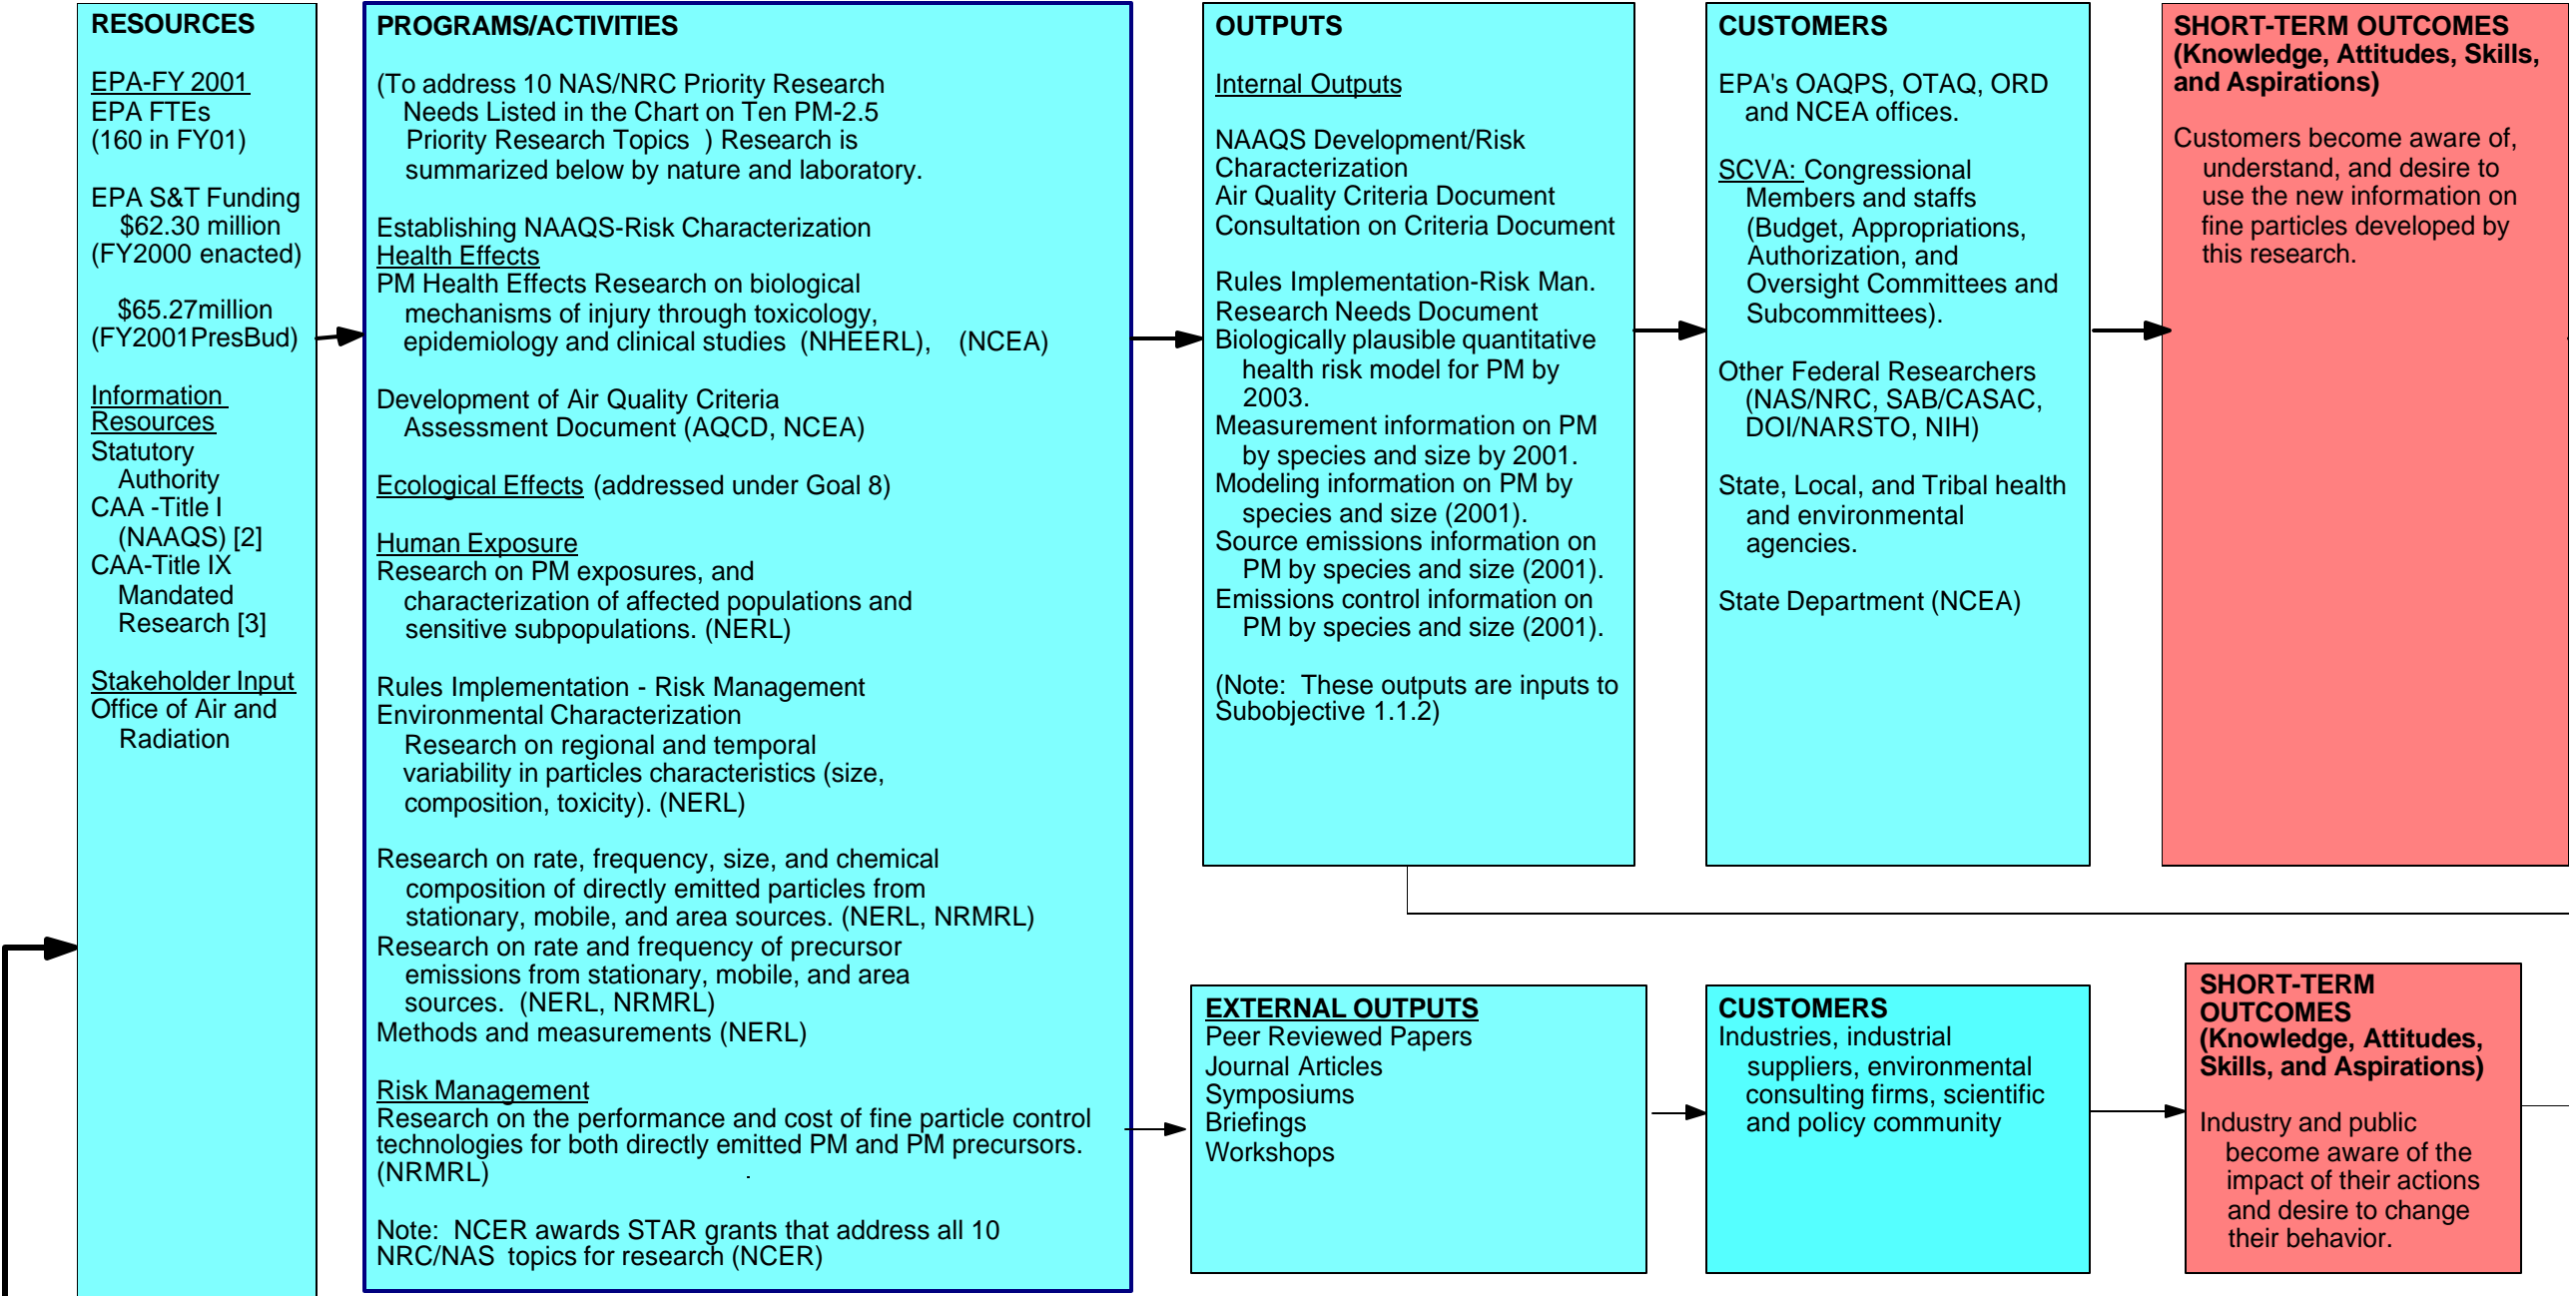 RESOURCES
EPA-FY 2001
EPA FTEs
(160 in FY01)
EPA S&T Funding
$62.30 million
(FY2000 enacted)
$65.27million
(FY2001PresBud)
Information
Resources
Statutory
Authority
CAA -Title I
(NAAQS) [2]
CAA-Title IX
Mandated
Research [3]
Stakeholder Input
Office of Air and
Radiation
PROGRAMS/ACTIVITIES
(To address 10 NAS/NRC Priority Research
Needs Listed in the Chart on Ten PM-2.5
Priority Research Topics ) Research is
summarized below by nature and laboratory.
Establishing NAAQS-Risk Characterization
Health Effects
PM Health Effects Research on biological
mechanisms of injury through toxicology,
epidemiology and clinical studies (NHEERL), (NCEA)
Development of Air Quality Criteria
Assessment Document (AQCD, NCEA)
Ecological Effects (addressed under Goal 8)
Human Exposure
Research on PM exposures, and
characterization of affected populations and
sensitive subpopulations. (NERL)
Rules Implementation - Risk Management
Environmental Characterization
Research on regional and temporal
variability in particles characteristics (size,
composition, toxicity). (NERL)
Research on rate, frequency, size, and chemical
composition of directly emitted particles from
stationary, mobile, and area sources. (NERL, NRMRL)
Research on rate and frequency of precursor
emissions from stationary, mobile, and area
sources. (NERL, NRMRL)
Methods and measurements (NERL)
Risk Management
Research on the performance and cost of fine particle control
technologies for both directly emitted PM and PM precursors.
(NRMRL) .
Note: NCER awards STAR grants that address all 10
NRC/NAS topics for research (NCER)
OUTPUTS
Internal Outputs
NAAQS Development/Risk
Characterization
Air Quality Criteria Document
Consultation on Criteria Document
Rules Implementation-Risk Man.
Research Needs Document
Biologically plausible quantitative
health risk model for PM by
2003.
Measurement information on PM
by species and size by 2001.
Modeling information on PM by
species and size (2001).
Source emissions information on
PM by species and size (2001).
Emissions control information on
PM by species and size (2001).
(Note: These outputs are inputs to
Subobjective 1.1.2)
CUSTOMERS
EPA's OAQPS, OTAQ, ORD
and NCEA offices.
SCVA: Congressional
Members and staffs
(Budget, Appropriations,
Authorization, and
Oversight Committees and
Subcommittees).
Other Federal Researchers
(NAS/NRC, SAB/CASAC,
DOI/NARSTO, NIH)
State, Local, and Tribal health
and environmental
agencies.
State Department (NCEA)
SHORT-TERM OUTCOMES
(Knowledge, Attitudes, Skills,
and Aspirations)
Customers become aware of,
understand, and desire to
use the new information on
fine particles developed by
this research.
EXTERNAL OUTPUTS
Peer Reviewed Papers
Journal Articles
Symposiums
Briefings
Workshops
CUSTOMERS
Industries, industrial
suppliers, environmental
consulting firms, scientific
and policy community
SHORT-TERM
OUTCOMES
(Knowledge, Attitudes,
Skills, and Aspirations)
Industry and public
become aware of the
impact of their actions
and desire to change
their behavior.